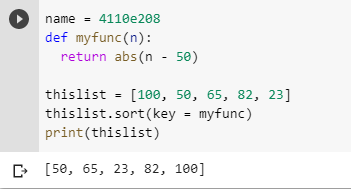 name = 4110e208
def myfunc(n):
  return abs(n - 50)

thislist = [100, 50, 65, 82, 23]
thislist.sort(key = myfunc)
print(thislist)
[50, 65, 23, 82, 100]